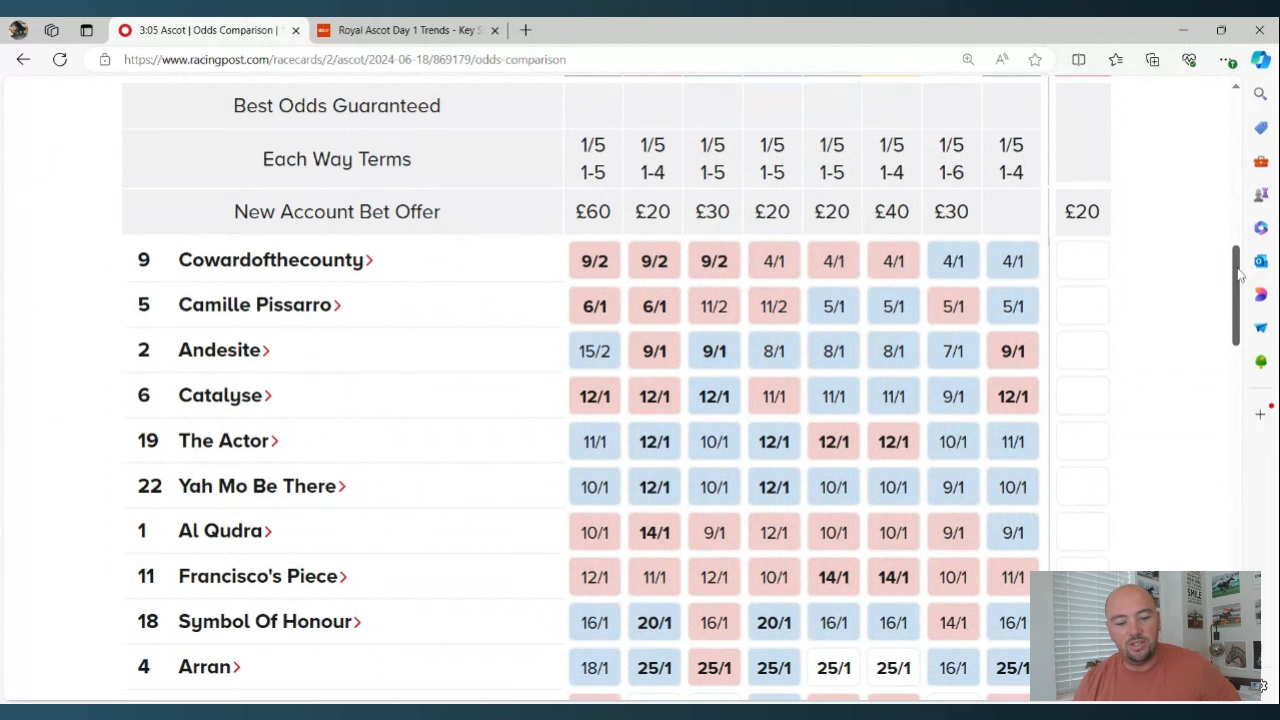 3:05 Ascot | Odds Comparison |
Royal Ascot Day 1 Trends - Key S
https://www.racingpost.com/racecards/2/ascot/2024-06-18/869179/odds-comparison
Best Odds Guaranteed
Each Way Terms 1/5 1-5 1/5 1-4 1/5 1-5 1/5 1-5 1/5 1-5 1/5 1-4 1/5 1-6 1/5 1-4
New Account Bet Offer £60 £20 £30 £20 £20 £40 £30 £20
9 Cowardofthecounty> 9/2 9/2 9/2 4/1 4/1 4/1 4/1 4/1
5 Camille Pissarro> 6/1 6/1 11/2 11/2 5/1 5/1 5/1 5/1
2 Andesite> 15/2 9/1 9/1 8/1 8/1 8/1 7/1 9/1
6 Catalyse> 12/1 12/1 12/1 11/1 11/1 11/1 9/1 12/1
19 The Actor> 11/1 12/1 10/1 12/1 12/1 12/1 10/1 11/1
22 Yah Mo Be There> 10/1 12/1 10/1 12/1 10/1 10/1 9/1 10/1
1 Al Qudra> 10/1 14/1 9/1 12/1 10/1 10/1 9/1 9/1
11 Francisco's Piece> 12/1 11/1 12/1 10/1 14/1 14/1 10/1 11/1
18 Symbol Of Honour> 16/1 20/1 16/1 20/1 16/1 16/1 14/1 16/1
4 Arran> 18/1 25/1 25/1 25/1 25/1 25/1 16/1 25/1
SMILE